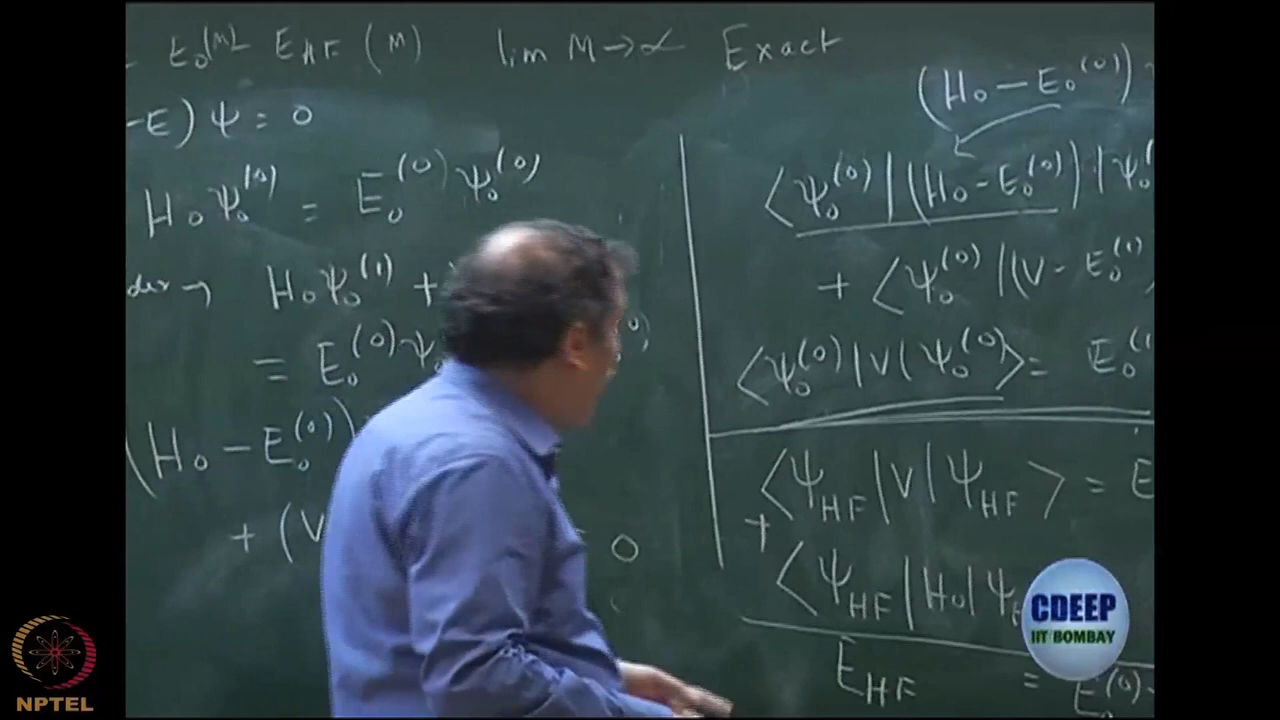 E₀(M) - E_HF (M) lim M→∝ Exact
-E) Ψ = 0
H₀ Ψ₀⁽⁰⁾ = E₀⁽⁰⁾ Ψ₀⁽⁰⁾
der → H₀Ψ₀⁽¹⁾ +
= E₀⁽⁰⁾Ψ₀
(H₀ - E₀⁽⁰⁾)
+ (V 0
(H₀ - E₀⁽⁰⁾)
<Ψ₀⁽⁰⁾|(H₀-E₀⁽⁰⁾)|Ψ₀
+ <Ψ₀⁽⁰⁾|(V - E₀⁽¹⁾
<Ψ₀⁽⁰⁾|V|Ψ₀⁽⁰⁾> = E₀⁽¹
<Ψ_HF|V|Ψ_HF> = E
+
<Ψ_HF|H₀|Ψ
E_HF = E₀⁽⁰⁾
CDEEP
IIT BOMBAY
NPTEL